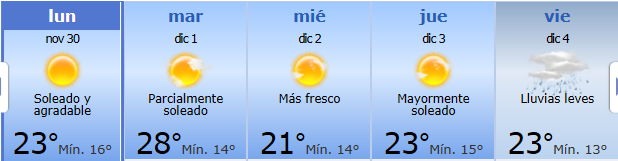 lun
nov 30
Soleado y
agradable
23° Mín. 16°
mar
dic 1
Parcialmente
soleado
28° Mín. 14°
mié
dic 2
Más fresco
21° Mín. 14°
jue
dic 3
Mayormente
soleado
23° Mín. 15°
vie
dic 4
Lluvias leves
23° Mín. 13°